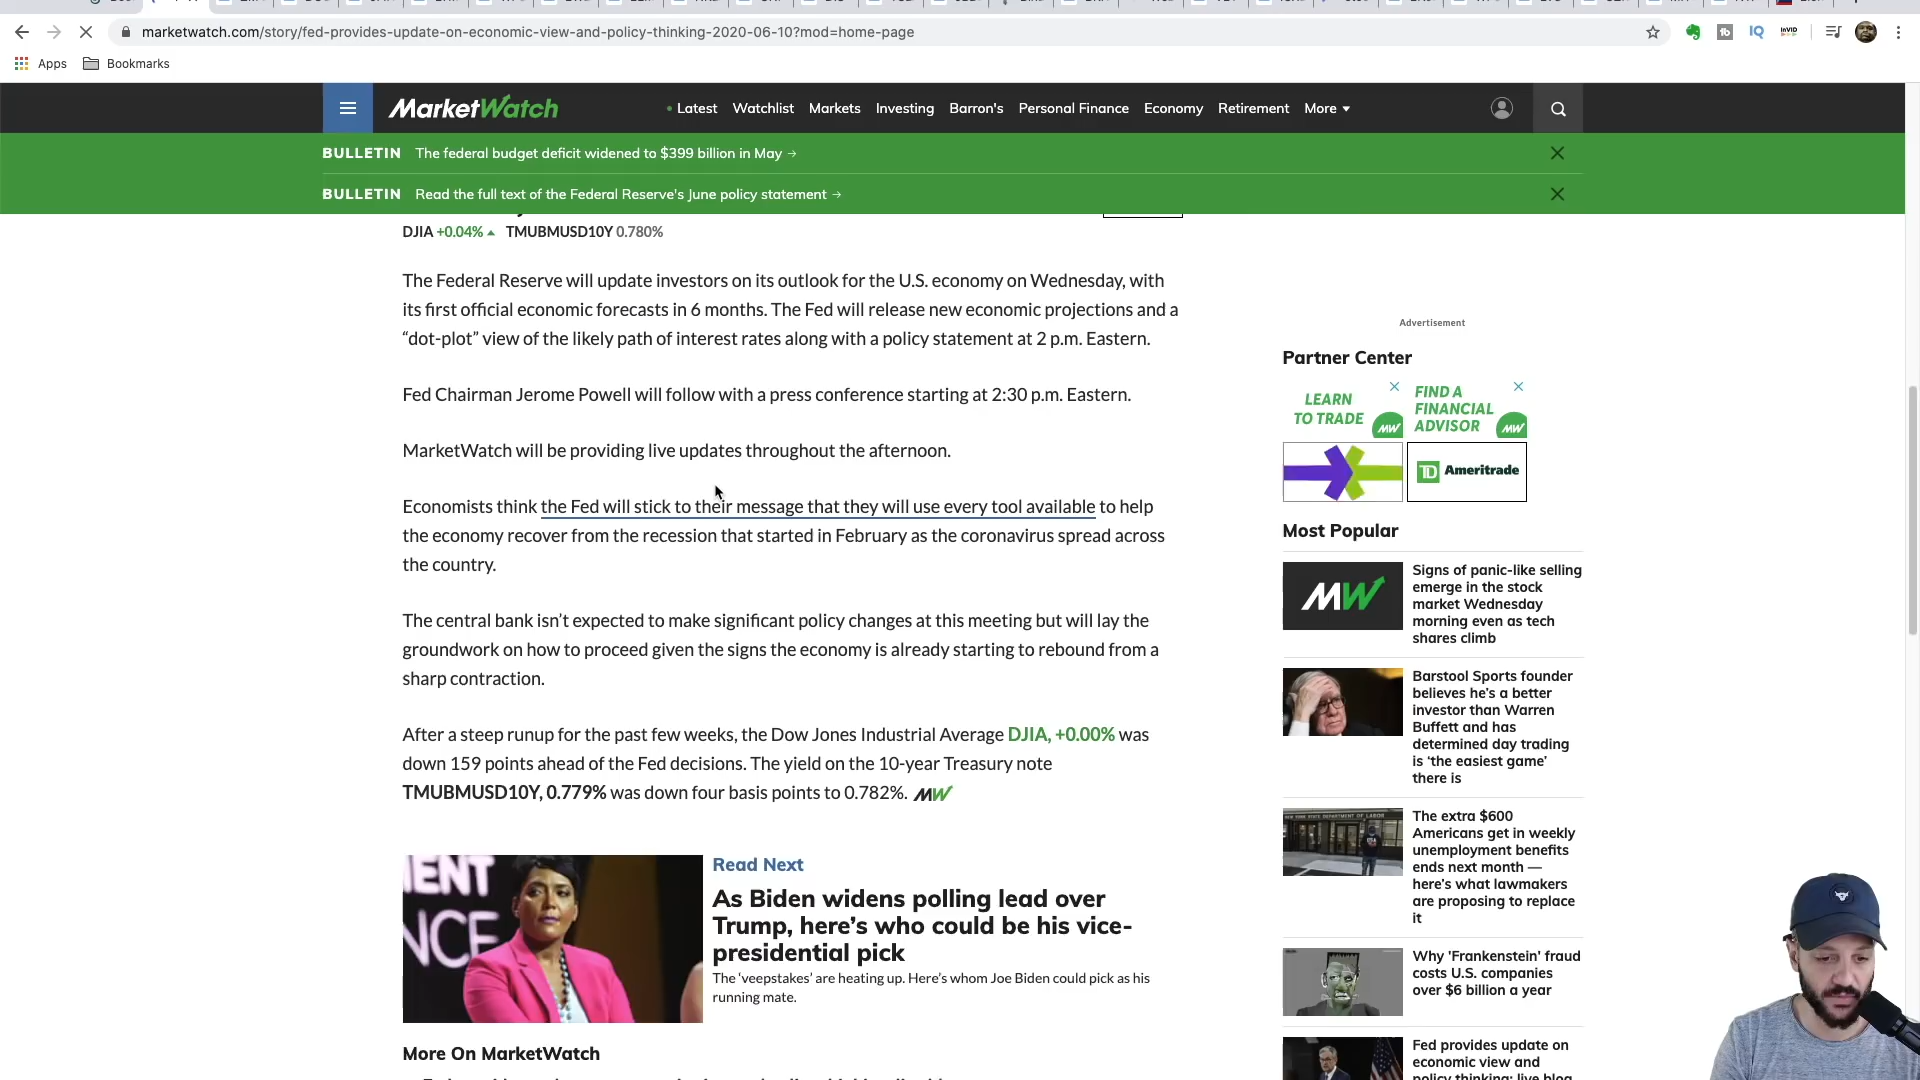 marketwatch.com/story/fed-provides-update-on-economic-view-and-policy-thinking-2020-06-10?mod=home-page
Apps Bookmarks
MarketWatch
Latest Watchlist Markets Investing Barron's Personal Finance Economy Retirement More
BULLETIN The federal budget deficit widened to $399 billion in May →
BULLETIN Read the full text of the Federal Reserve's June policy statement →
DJIA +0.04% TMUBMUSD10Y 0.780%
The Federal Reserve will update investors on its outlook for the U.S. economy on Wednesday, with
its first official economic forecasts in 6 months. The Fed will release new economic projections and a
“dot-plot” view of the likely path of interest rates along with a policy statement at 2 p.m. Eastern.
Fed Chairman Jerome Powell will follow with a press conference starting at 2:30 p.m. Eastern.
MarketWatch will be providing live updates throughout the afternoon.
Economists think the Fed will stick to their message that they will use every tool available to help
the economy recover from the recession that started in February as the coronavirus spread across
the country.
The central bank isn’t expected to make significant policy changes at this meeting but will lay the
groundwork on how to proceed given the signs the economy is already starting to rebound from a
sharp contraction.
After a steep runup for the past few weeks, the Dow Jones Industrial Average DJIA, +0.00% was
down 159 points ahead of the Fed decisions. The yield on the 10-year Treasury note
TMUBMUSD10Y, 0.779% was down four basis points to 0.782%. MW
Read Next
As Biden widens polling lead over
Trump, here’s who could be his vice-
presidential pick
The ‘veepstakes’ are heating up. Here’s whom Joe Biden could pick as his
running mate.
More On MarketWatch
Advertisement
Partner Center
LEARN
TO TRADE
MW
FIND A
FINANCIAL
ADVISOR
MW
TD Ameritrade
Most Popular
MW
Signs of panic-like selling
emerge in the stock
market Wednesday
morning even as tech
shares climb
Barstool Sports founder
believes he’s a better
investor than Warren
Buffett and has
determined day trading
is ‘the easiest game’
there is
The extra $600
Americans get in weekly
unemployment benefits
ends next month —
here’s what lawmakers
are proposing to replace
it
Why 'Frankenstein' fraud
costs U.S. companies
over $6 billion a year
Fed provides update on
economic view and
policy thinking: live blog